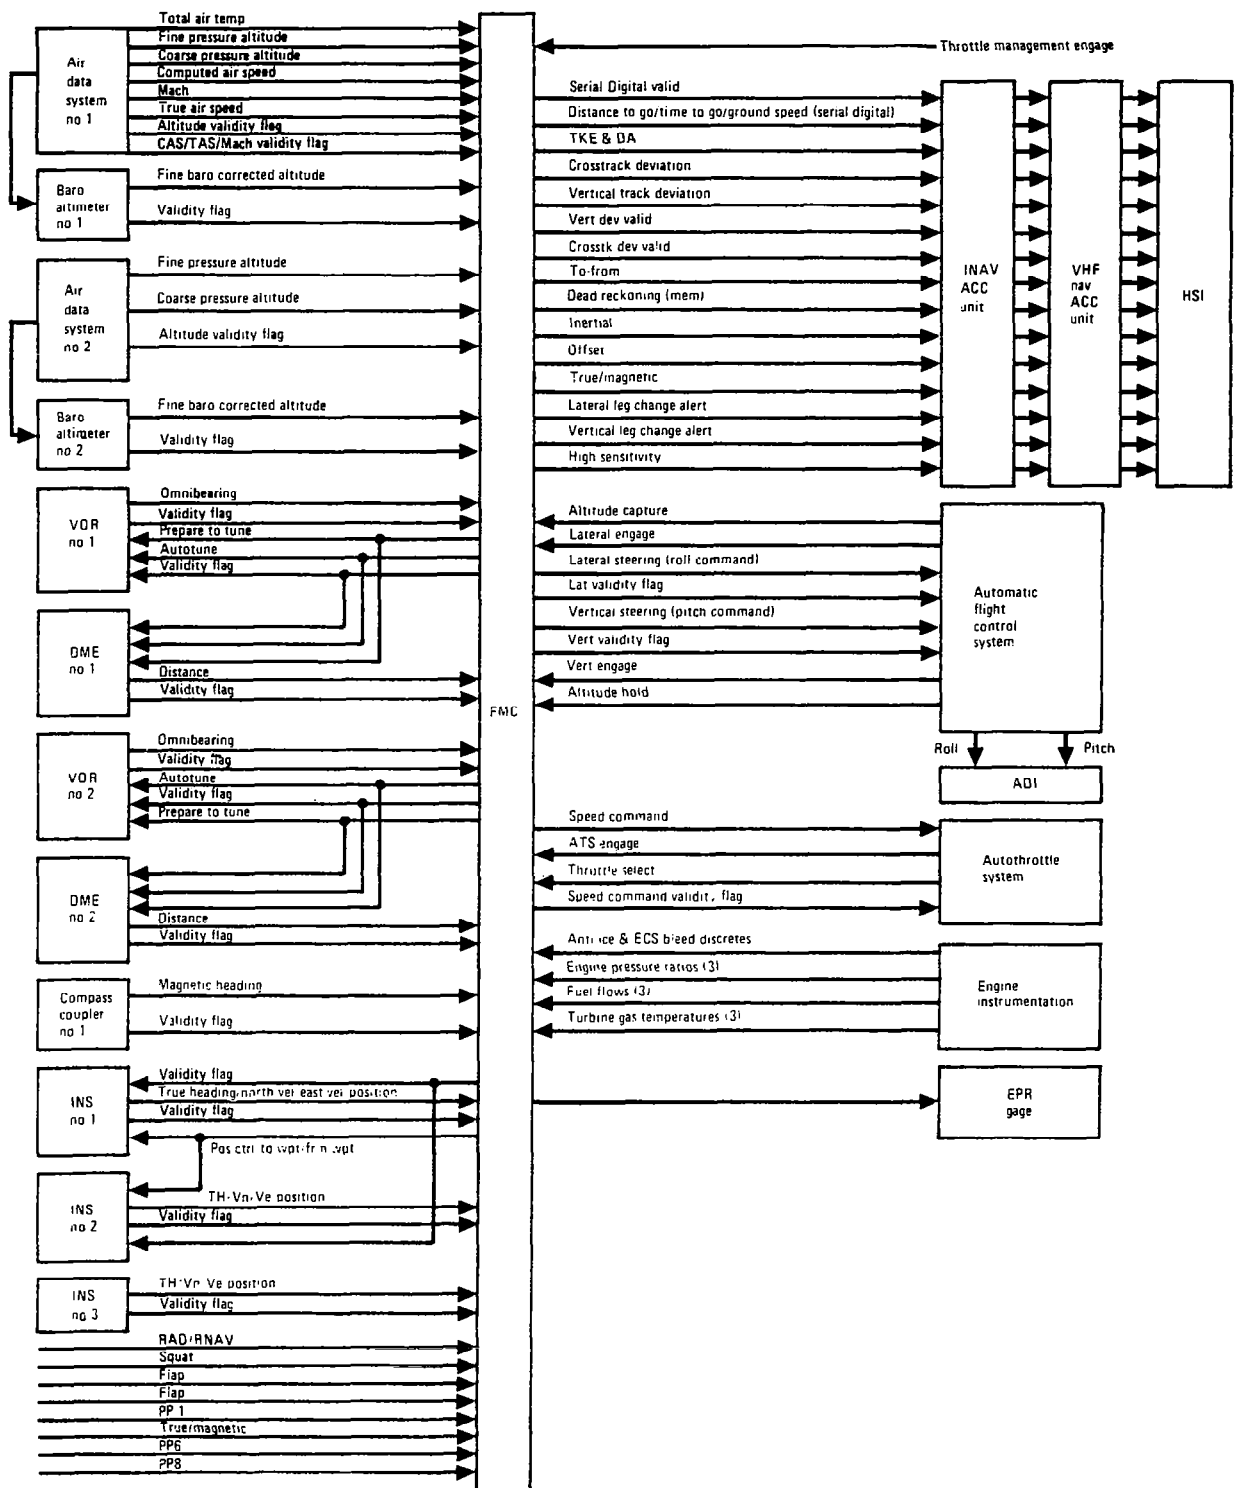 Total air temp
Fine pressure altitude
Coarse pressure altitude
Computed air speed
Mach
True air speed
Altitude validity flag
CAS/TAS/Mach validity flag
Air
data
system
no 1
Fine baro corrected altitude
Validity flag
Baro
altimeter
no 1
Fine pressure altitude
Coarse pressure altitude
Altitude validity flag
Air
data
system
no 2
Fine baro corrected altitude
Validity flag
Baro
altimeter
no 2
Omnibearing
Validity flag
Prepare to tune
Autotune
Validity flag
VOR
no 1
DME
no 1
Distance
Validity flag
Omnibearing
Validity flag
Autotune
Validity flag
Prepare to tune
VOR
no 2
DME
no 2
Distance
Validity flag
Magnetic heading
Validity flag
Compass
coupler
no 1
Validity flag
True heading/north vel east vel position
Validity flag
Pos ctrl to wpt/frm wpt
INS
no 1
TH-Vn-Ve position
Validity flag
INS
no 2
TH-Vn-Ve position
Validity flag
INS
no 3
RAD/RNAV
Squat
Flap
Flap
PP 1
True/magnetic
PP6
PP8
FMC
Throttle management engage
Serial Digital valid
Distance to go/time to go/ground speed (serial digital)
TKE & DA
Crosstrack deviation
Vertical track deviation
Vert dev valid
Crosstk dev valid
To-from
Dead reckoning (mem)
Inertial
Offset
True/magnetic
Lateral leg change alert
Vertical leg change alert
High sensitivity
INAV
ACC
unit
VHF
nav
ACC
unit
HSI
Altitude capture
Lateral engage
Lateral steering (roll command)
Lat validity flag
Vertical steering (pitch command)
Vert validity flag
Vert engage
Altitude hold
Automatic
flight
control
system
Roll
Pitch
ADI
Speed command
ATS engage
Throttle select
Speed command validity flag
Autothrottle
system
Anti ice & ECS bleed discretes
Engine pressure ratios (3)
Fuel flows (3)
Turbine gas temperatures (3)
Engine
instrumentation
EPR
gage